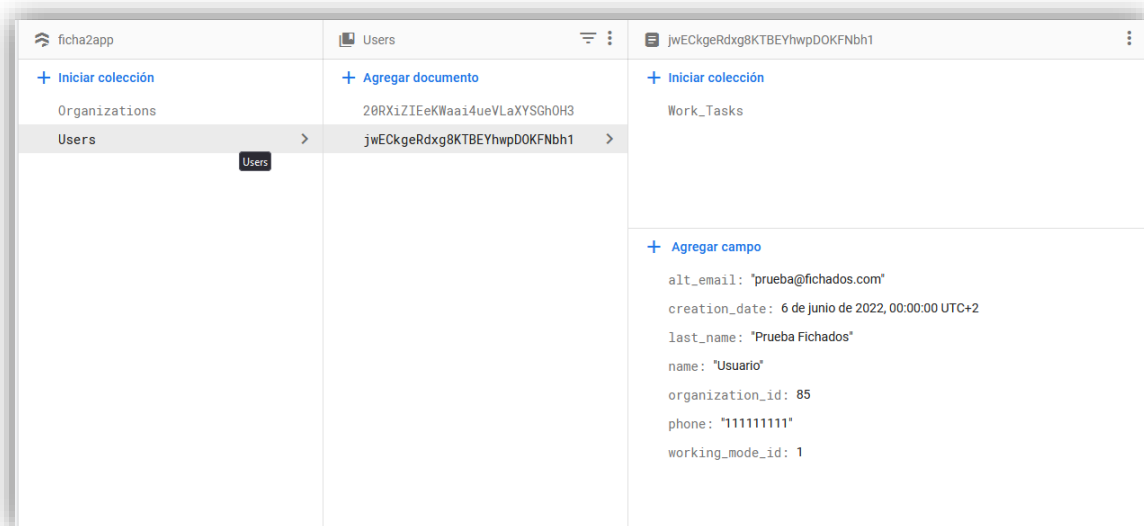 ficha2app
Iniciar colección
Organizations
Users
Users
Users
Agregar documento
20RXiZIEeKWaai4ueVLaXYSGhOH3
jwECkgeRdxg8KTBEYhwpDOKFNbh1
jwECkgeRdxg8KTBEYhwpDOKFNbh1
Iniciar colección
Work_Tasks
Agregar campo
alt_email: "prueba@fichados.com"
creation_date: 6 de junio de 2022, 00:00:00 UTC+2
last_name: "Prueba Fichados"
name: "Usuario"
organization_id: 85
phone: "111111111"
working_mode_id: 1